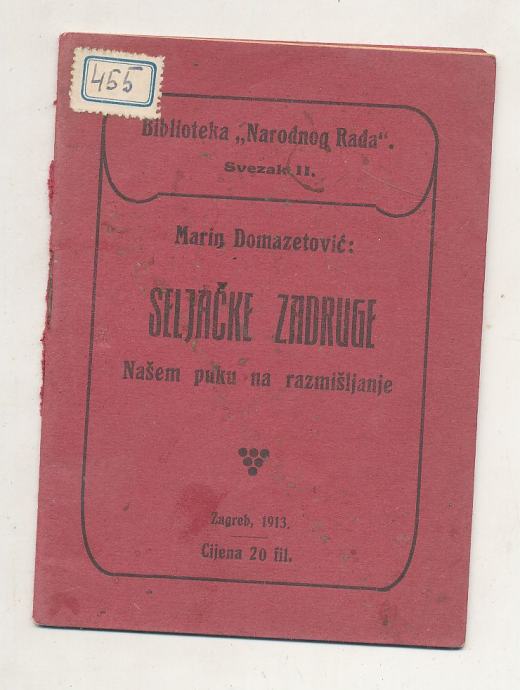 455
Biblioteka „Narodnog Rada“.
Svezak II.
Marin Domazetović:
SELJAČKE ZADRUGE
Našem puku na razmišljanje
Zagreb, 1913.
Cijena 20 fil.